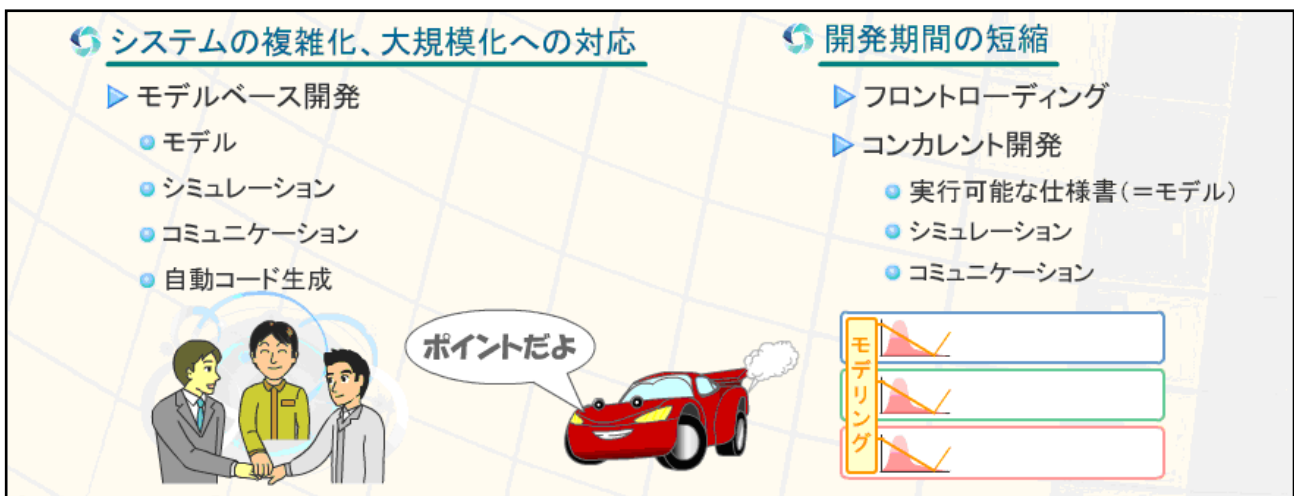 システムの複雑化、大規模化への対応
モデルベース開発
モデル
シミュレーション
コミュニケーション
自動コード生成
ポイントだよ
開発期間の短縮
フロントローディング
コンカレント開発
実行可能な仕様書(=モデル)
シミュレーション
コミュニケーション
モデリング